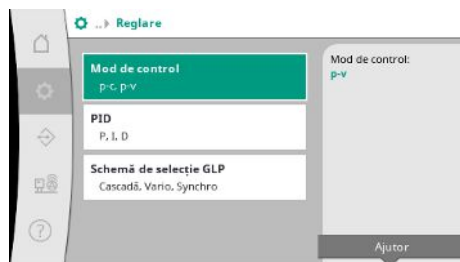 ..▸ Reglare
Mod de control
p-c, p-v
PID
P, I, D
Schemă de selecție GLP
Cascadă, Vario, Synchro
Mod de control:
p-v
?
Ajutor